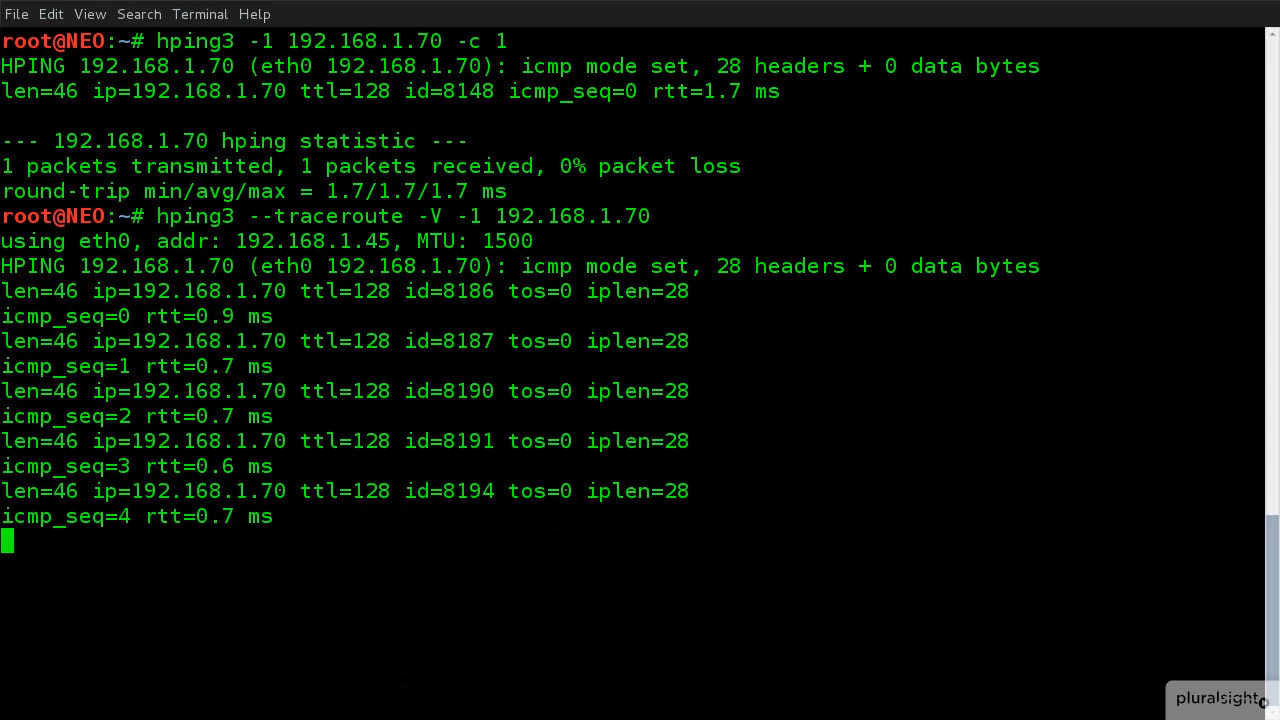 File Edit View Search Terminal Help
root@NEO:~# hping3 -1 192.168.1.70 -c 1
HPING 192.168.1.70 (eth0 192.168.1.70): icmp mode set, 28 headers + 0 data bytes
len=46 ip=192.168.1.70 ttl=128 id=8148 icmp_seq=0 rtt=1.7 ms

--- 192.168.1.70 hping statistic ---
1 packets transmitted, 1 packets received, 0% packet loss
round-trip min/avg/max = 1.7/1.7/1.7 ms
root@NEO:~# hping3 --traceroute -V -1 192.168.1.70
using eth0, addr: 192.168.1.45, MTU: 1500
HPING 192.168.1.70 (eth0 192.168.1.70): icmp mode set, 28 headers + 0 data bytes
len=46 ip=192.168.1.70 ttl=128 id=8186 tos=0 iplen=28
icmp_seq=0 rtt=0.9 ms
len=46 ip=192.168.1.70 ttl=128 id=8187 tos=0 iplen=28
icmp_seq=1 rtt=0.7 ms
len=46 ip=192.168.1.70 ttl=128 id=8190 tos=0 iplen=28
icmp_seq=2 rtt=0.7 ms
len=46 ip=192.168.1.70 ttl=128 id=8191 tos=0 iplen=28
icmp_seq=3 rtt=0.6 ms
len=46 ip=192.168.1.70 ttl=128 id=8194 tos=0 iplen=28
icmp_seq=4 rtt=0.7 ms
pluralsight